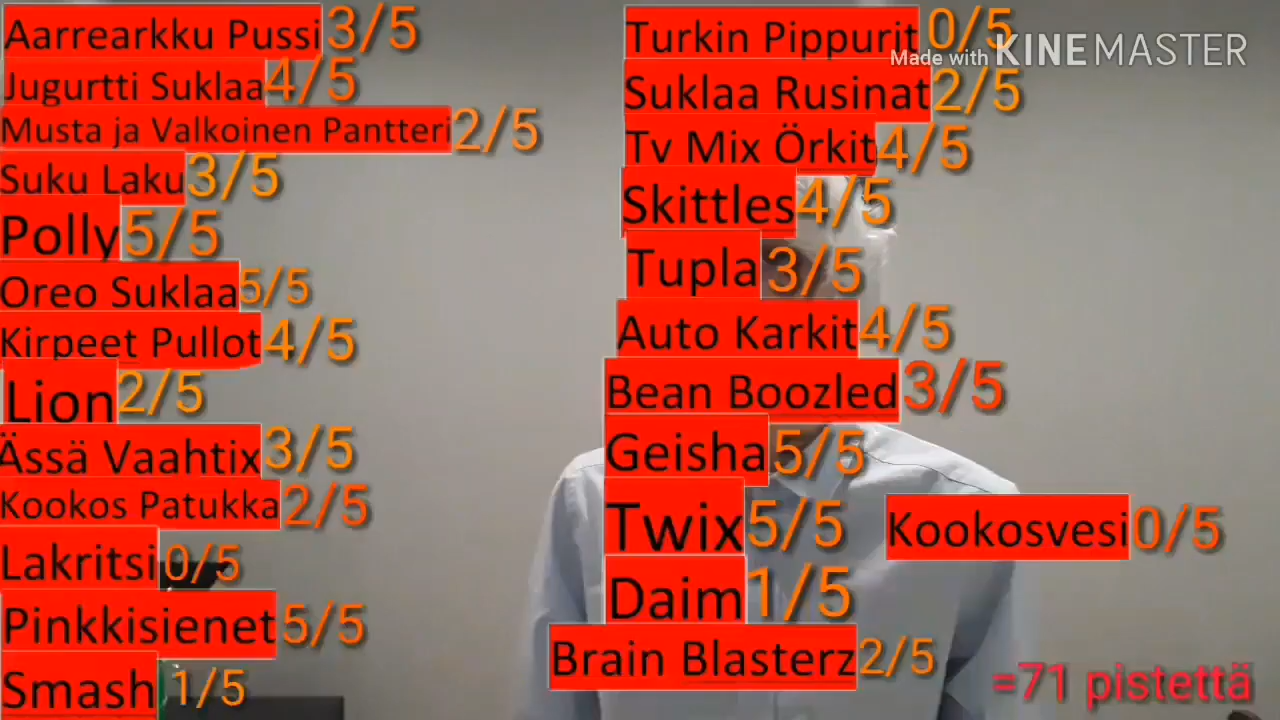 Aarrearkku Pussi 3/5
Jugurtti Suklaa 4/5
Musta ja Valkoinen Pantteri 2/5
Suku Laku 3/5
Polly 5/5
Oreo Suklaa 5/5
Kirpeet Pullot 4/5
Lion 2/5
Ässä Vaahtix 3/5
Kookos Patukka 2/5
Lakritsi 0/5
Pinkkisienet 5/5
Smash 1/5
Turkin Pippurit 0/5
Made with KINEMASTER
Suklaa Rusinat 2/5
Tv Mix Örkit 4/5
Skittles 4/5
Tupla 3/5
Auto Karkit 4/5
Bean Boozled 3/5
Geisha 5/5
Twix 5/5
Kookosvesi 0/5
Daim 1/5
Brain Blasterz 2/5
=71 pistettä